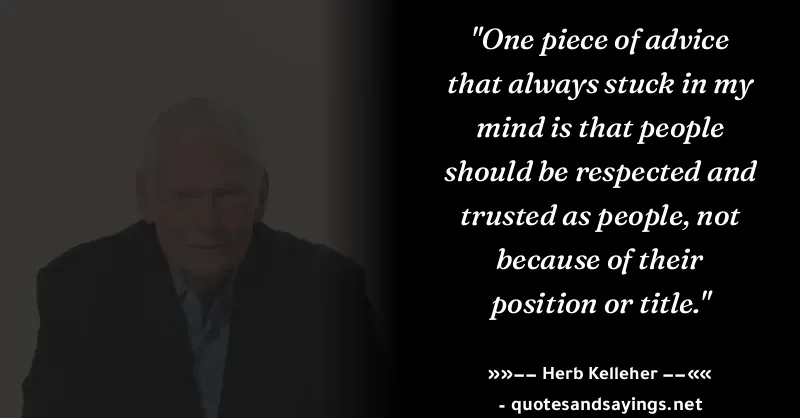 "One piece of advice
that always stuck in my
mind is that people
should be respected and
trusted as people, not
because of their
position or title."
»»−− Herb Kelleher −−««
- quotesandsayings.net